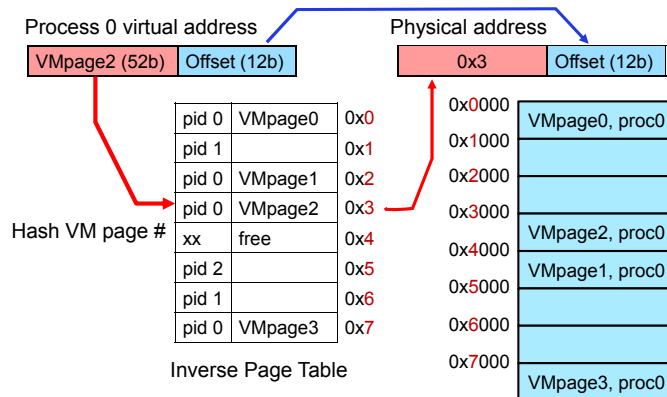 Process 0 virtual address
Physical address
VMpage2 (52b) Offset (12b)
0x3 Offset (12b)
pid 0 VMpage0 0x0
pid 1 0x1
pid 0 VMpage1 0x2
pid 0 VMpage2 0x3
xx free 0x4
pid 2 0x5
pid 1 0x6
pid 0 VMpage3 0x7
Hash VM page #
Inverse Page Table
0x0000
VMpage0, proc0
0x1000
0x2000
0x3000
VMpage2, proc0
0x4000
VMpage1, proc0
0x5000
0x6000
0x7000
VMpage3, proc0